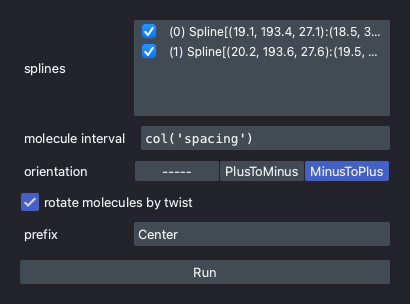 splines
(0) Spline[(19.1, 193.4, 27.1):(18.5, 3...
(1) Spline[(20.2, 193.6, 27.6):(19.5, ...
molecule interval col('spacing')
orientation ----- PlusToMinus MinusToPlus
rotate molecules by twist
prefix Center
Run